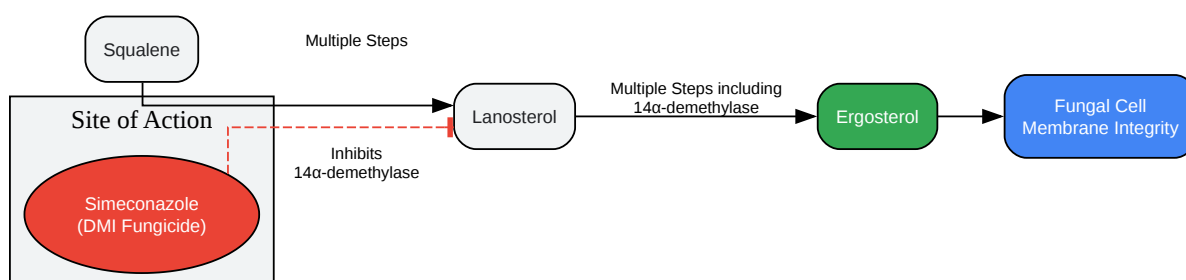 Squalene
Multiple Steps
Site of Action
Lanosterol
Multiple Steps including
14α-demethylase
Ergosterol
Fungal Cell
Membrane Integrity
Inhibits
14α-demethylase
Simeconazole
(DMI Fungicide)